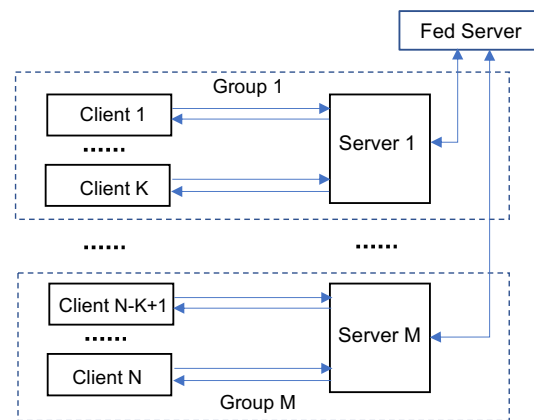 Fed Server
Group 1
Client 1
......
Client K
Server 1
...... ......
Client N-K+1
......
Client N
Server M
Group M